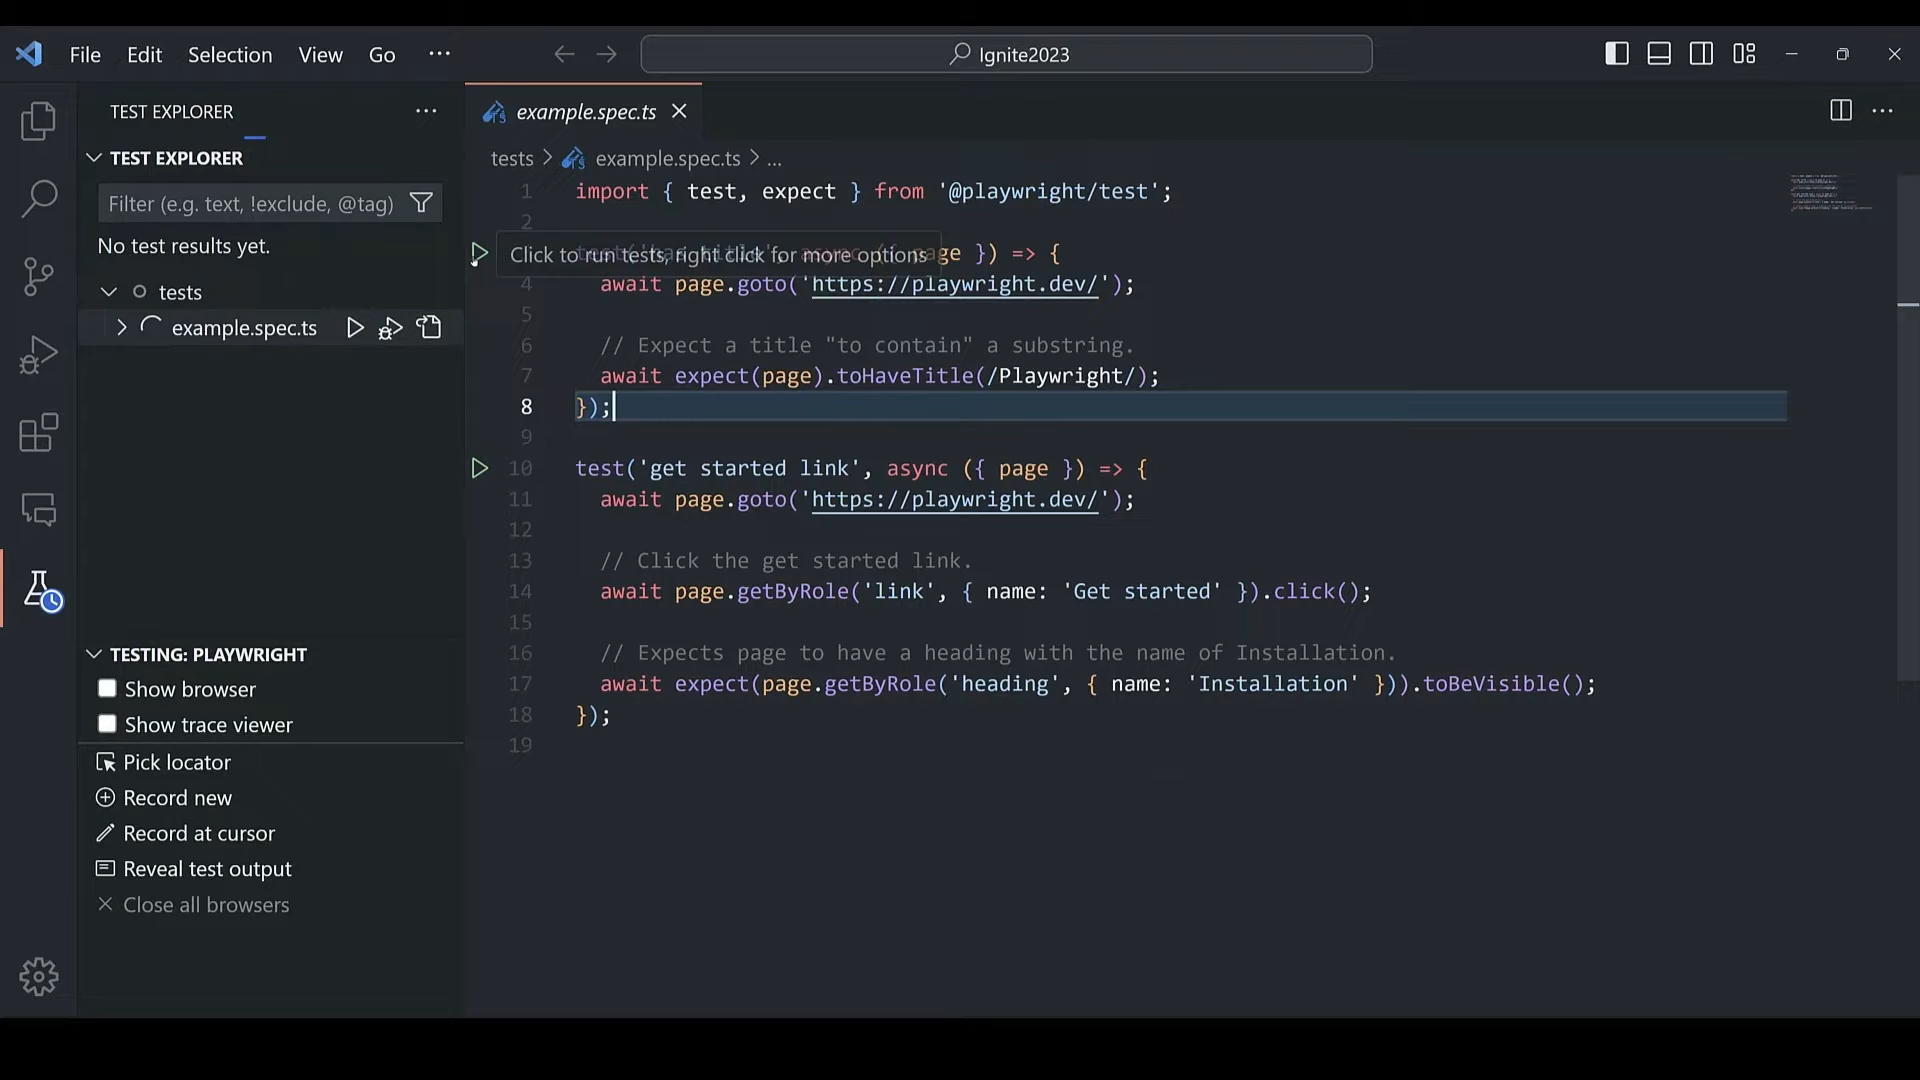 File Edit Selection View Go ··· Ignite2023
TEST EXPLORER
TEST EXPLORER
Filter (e.g. text, !exclude, @tag)
No test results yet.
tests
example.spec.ts
TESTING: PLAYWRIGHT
Show browser
Show trace viewer
Pick locator
Record new
Record at cursor
Reveal test output
Close all browsers
example.spec.ts
tests > example.spec.ts > ...
1 import { test, expect } from '@playwright/test';
2
Click to run tests, right click for more options
test('has title', async ({ page }) => {
4 await page.goto('https://playwright.dev/');
5
6 // Expect a title "to contain" a substring.
7 await expect(page).toHaveTitle(/Playwright/);
8 });
9
10 test('get started link', async ({ page }) => {
11 await page.goto('https://playwright.dev/');
12
13 // Click the get started link.
14 await page.getByRole('link', { name: 'Get started' }).click();
15
16 // Expects page to have a heading with the name of Installation.
17 await expect(page.getByRole('heading', { name: 'Installation' })).toBeVisible();
18 });
19